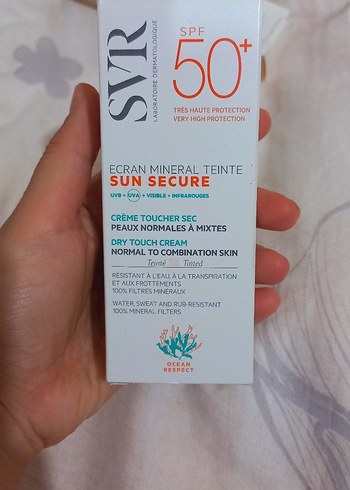 SVR
LABORATOIRE DERMATOLOGIQUE
SPF
50+
TRÈS HAUTE PROTECTION
VERY HIGH PROTECTION
ECRAN MINERAL TEINTÉ
SUN SECURE
UVB + UVA + VISIBLE + INFRAROUGES
CRÈME TOUCHER SEC
PEAUX NORMALES À MIXTES
DRY TOUCH CREAM
NORMAL TO COMBINATION SKIN
Teinté Tinted
RÉSISTANT À L'EAU, À LA TRANSPIRATION
ET AUX FROTTEMENTS
100% FILTRES MINÉRAUX
WATER, SWEAT AND RUB-RESISTANT
100% MINERAL FILTERS
OCEAN
RESPECT